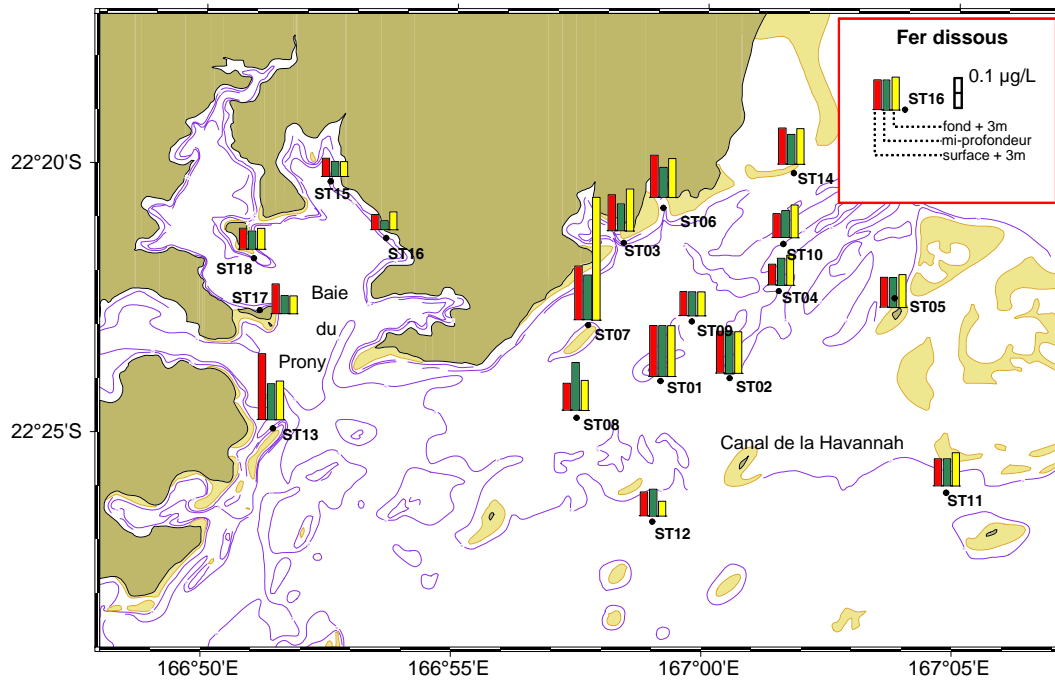 Fer dissous
0.1 µg/L
ST16
fond + 3m
mi-profondeur
surface + 3m
22°20'S
ST15
ST14
ST06
ST16
ST03
ST10
ST18
ST17
Baie
ST04
ST05
du
ST07
ST09
Prony
ST01
ST02
ST08
ST13
22°25'S
Canal de la Havannah
ST11
ST12
166°50'E
166°55'E
167°00'E
167°05'E